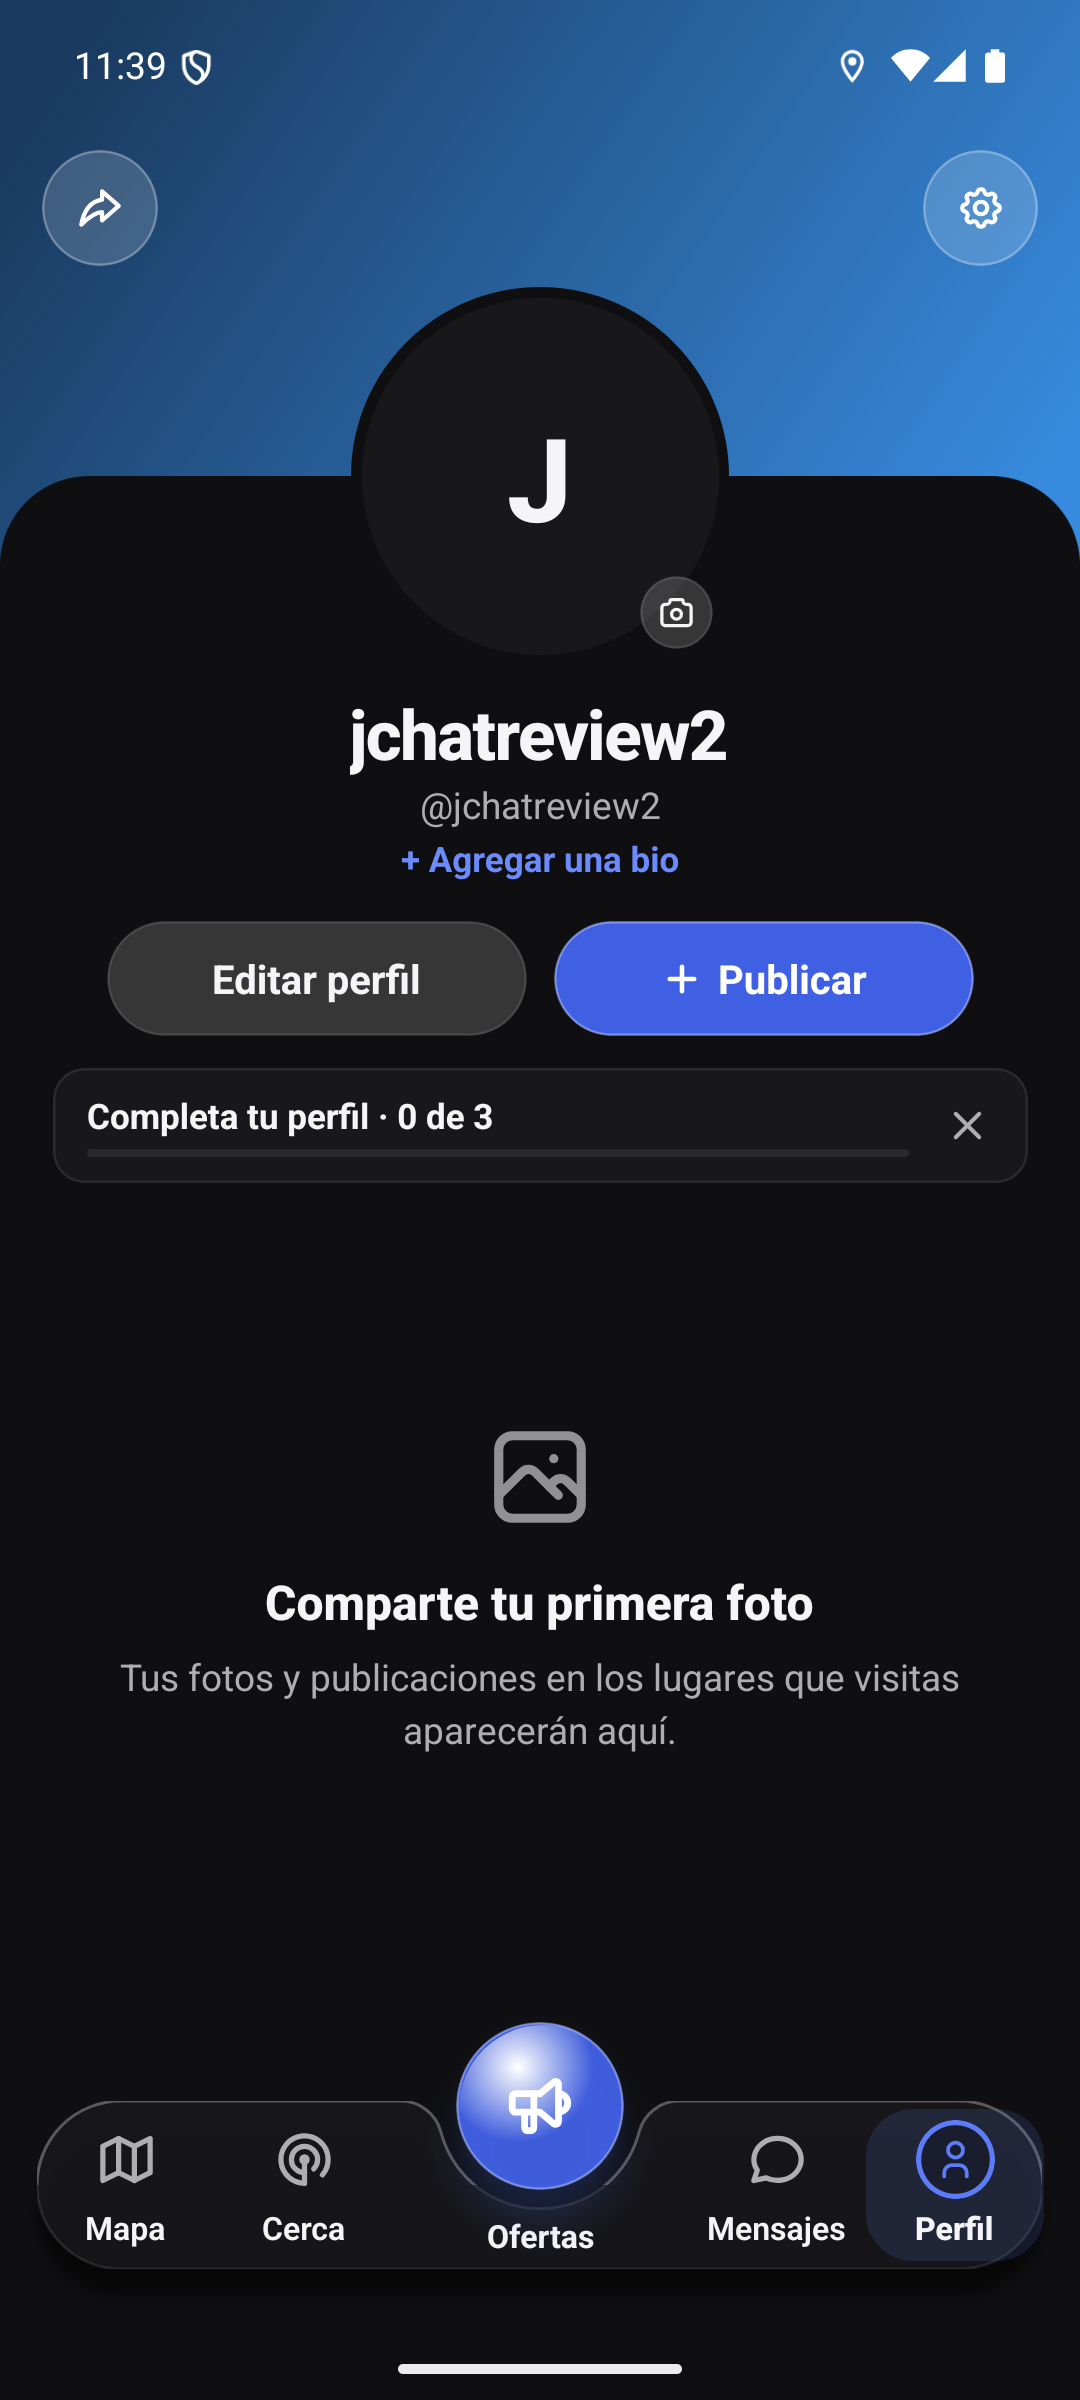 11:39
J
jchatreview2
@jchatreview2
+ Agregar una bio
Editar perfil
+ Publicar
Completa tu perfil · 0 de 3
Comparte tu primera foto
Tus fotos y publicaciones en los lugares que visitas
aparecerán aquí.
Mapa
Cerca
Ofertas
Mensajes
Perfil